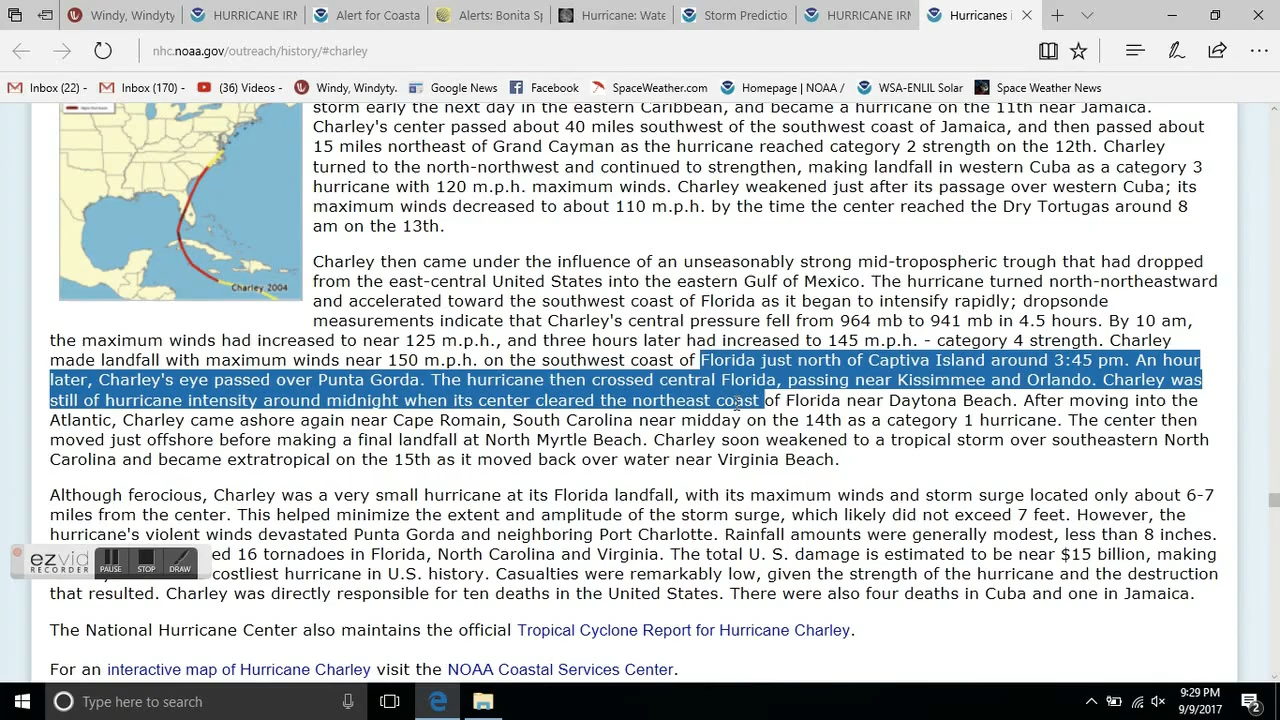 Windy, Windyty
HURRICANE IRM
Alert for Coasta
Alerts: Bonita Sp
Hurricane: Wate
Storm Predictio
HURRICANE IRM
Hurricanes i
nhc.noaa.gov/outreach/history/#charley
Inbox (22)
Inbox (170)
(36) Videos
Windy, Windyty.
Google News
Facebook
SpaceWeather.com
Homepage | NOAA /
WSA-ENLIL Solar
Space Weather News
Charley 2004
storm early the next day in the eastern Caribbean, and became a hurricane on the 11th near Jamaica.
Charley's center passed about 40 miles southwest of the southwest coast of Jamaica, and then passed about
15 miles northeast of Grand Cayman as the hurricane reached category 2 strength on the 12th. Charley
turned to the north-northwest and continued to strengthen, making landfall in western Cuba as a category 3
hurricane with 120 m.p.h. maximum winds. Charley weakened just after its passage over western Cuba; its
maximum winds decreased to about 110 m.p.h. by the time the center reached the Dry Tortugas around 8
am on the 13th.
Charley then came under the influence of an unseasonably strong mid-tropospheric trough that had dropped
from the east-central United States into the eastern Gulf of Mexico. The hurricane turned north-northeastward
and accelerated toward the southwest coast of Florida as it began to intensify rapidly; dropsonde
measurements indicate that Charley's central pressure fell from 964 mb to 941 mb in 4.5 hours. By 10 am,
the maximum winds had increased to near 125 m.p.h., and three hours later had increased to 145 m.p.h. - category 4 strength. Charley
made landfall with maximum winds near 150 m.p.h. on the southwest coast of Florida just north of Captiva Island around 3:45 pm. An hour
later, Charley's eye passed over Punta Gorda. The hurricane then crossed central Florida, passing near Kissimmee and Orlando. Charley was
still of hurricane intensity around midnight when its center cleared the northeast coast of Florida near Daytona Beach. After moving into the
Atlantic, Charley came ashore again near Cape Romain, South Carolina near midday on the 14th as a category 1 hurricane. The center then
moved just offshore before making a final landfall at North Myrtle Beach. Charley soon weakened to a tropical storm over southeastern North
Carolina and became extratropical on the 15th as it moved back over water near Virginia Beach.
Although ferocious, Charley was a very small hurricane at its Florida landfall, with its maximum winds and storm surge located only about 6-7
miles from the center. This helped minimize the extent and amplitude of the storm surge, which likely did not exceed 7 feet. However, the
hurricane's violent winds devastated Punta Gorda and neighboring Port Charlotte. Rainfall amounts were generally modest, less than 8 inches.
ed 16 tornadoes in Florida, North Carolina and Virginia. The total U. S. damage is estimated to be near $15 billion, making
costliest hurricane in U.S. history. Casualties were remarkably low, given the strength of the hurricane and the destruction
that resulted. Charley was directly responsible for ten deaths in the United States. There were also four deaths in Cuba and one in Jamaica.
ezvid
RECORDER
PAUSE
STOP
DRAW
The National Hurricane Center also maintains the official Tropical Cyclone Report for Hurricane Charley.
For an interactive map of Hurricane Charley visit the NOAA Coastal Services Center.
Type here to search
9:29 PM
9/9/2017
2